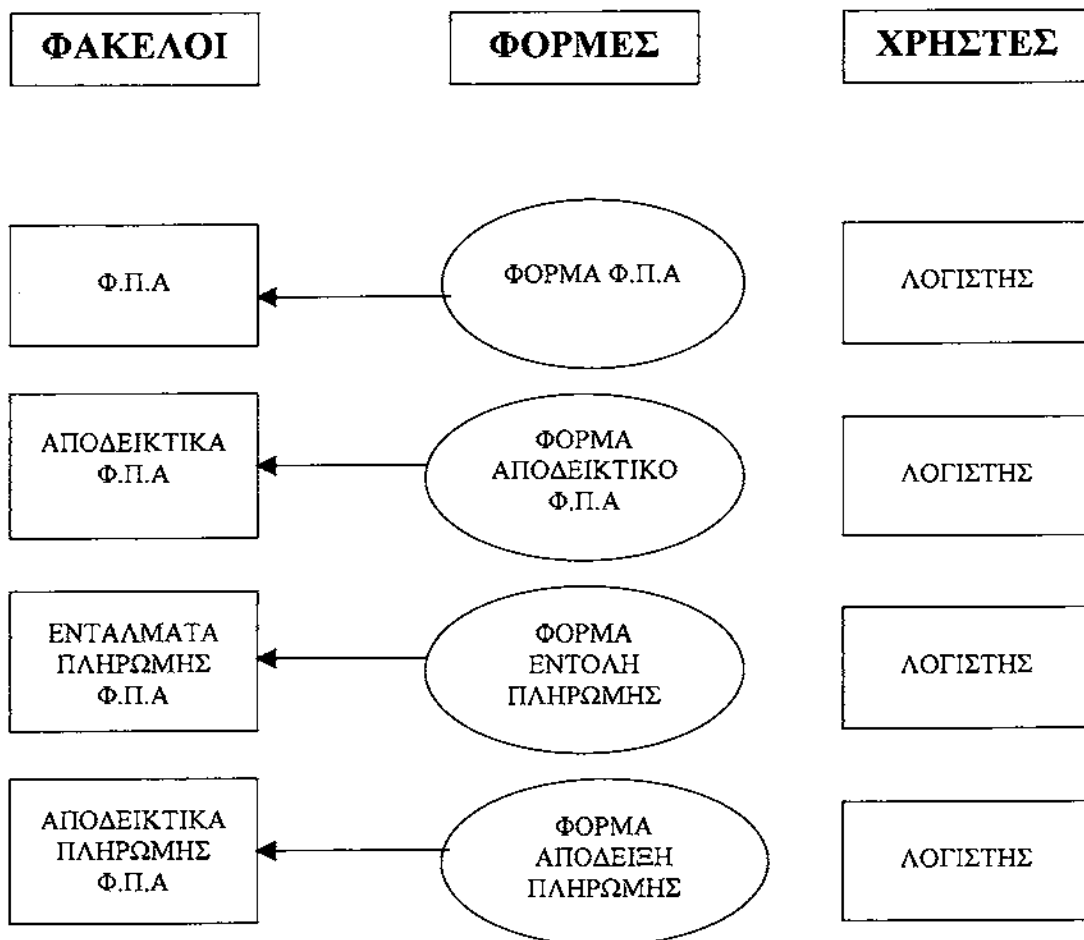 ΦΑΚΕΛΟΙ
ΦΟΡΜΕΣ
ΧΡΗΣΤΕΣ
Φ.Π.Α
ΦΟΡΜΑ Φ.Π.Α
ΛΟΓΙΣΤΗΣ
ΑΠΟΔΕΙΚΤΙΚΑ
Φ.Π.Α
ΦΟΡΜΑ
ΑΠΟΔΕΙΚΤΙΚΟ
Φ.Π.Α
ΛΟΓΙΣΤΗΣ
ΕΝΤΑΛΜΑΤΑ
ΠΛΗΡΩΜΗΣ
Φ.Π.Α
ΦΟΡΜΑ
ΕΝΤΟΛΗ
ΠΛΗΡΩΜΗΣ
ΛΟΓΙΣΤΗΣ
ΑΠΟΔΕΙΚΤΙΚΑ
ΠΛΗΡΩΜΗΣ
Φ.Π.Α
ΦΟΡΜΑ
ΑΠΟΔΕΙΞΗ
ΠΛΗΡΩΜΗΣ
ΛΟΓΙΣΤΗΣ